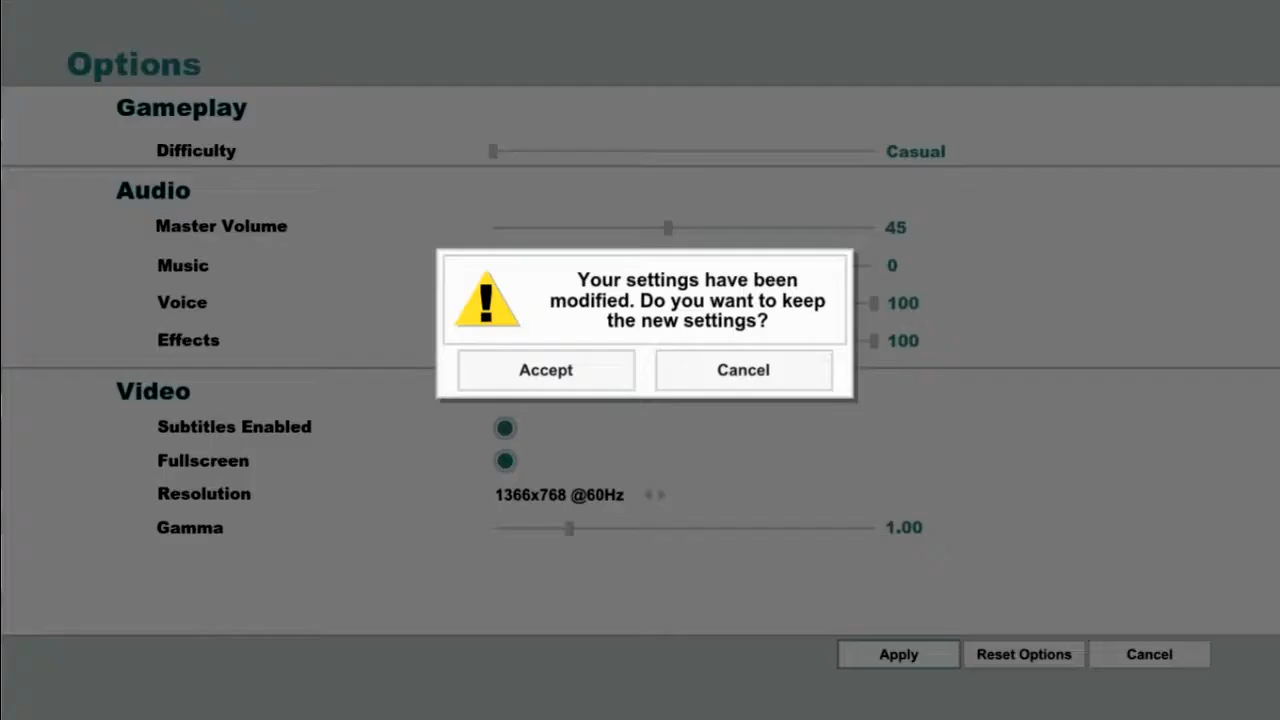 Options
Gameplay
Difficulty Casual
Audio
Master Volume 45
Music 0
Voice 100
Effects 100
Your settings have been
modified. Do you want to keep
the new settings?
Accept Cancel
Video
Subtitles Enabled
Fullscreen
Resolution 1366x768 @60Hz
Gamma 1.00
Apply Reset Options Cancel